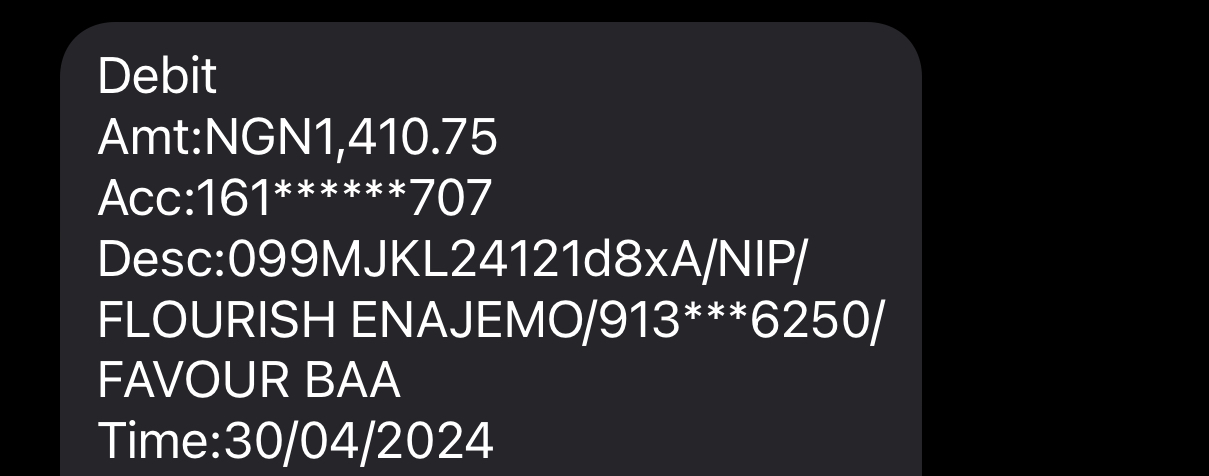 Debit
Amt:NGN1,410.75
Acc:161******707
Desc:099MJKL24121d8xA/NIP/
FLOURISH ENAJEMO/913***6250/
FAVOUR BAA
Time:30/04/2024